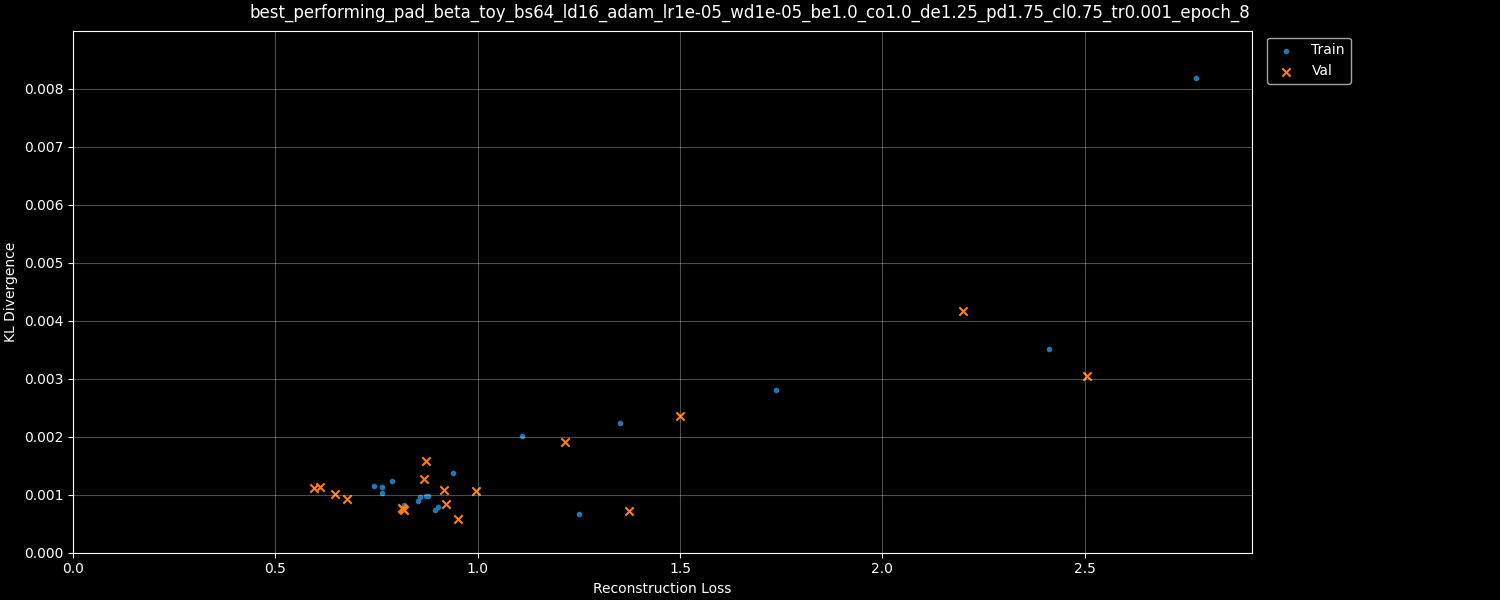 best_performing_pad_beta_toy_bs64_ld16_adam_lr1e-05_wd1e-05_be1.0_co1.0_de1.25_pd1.75_cl0.75_tr0.001_epoch_8
Train
Val
KL Divergence
0.008
0.007
0.006
0.005
0.004
0.003
0.002
0.001
0.000
0.0 0.5 1.0 1.5 2.0 2.5
Reconstruction Loss